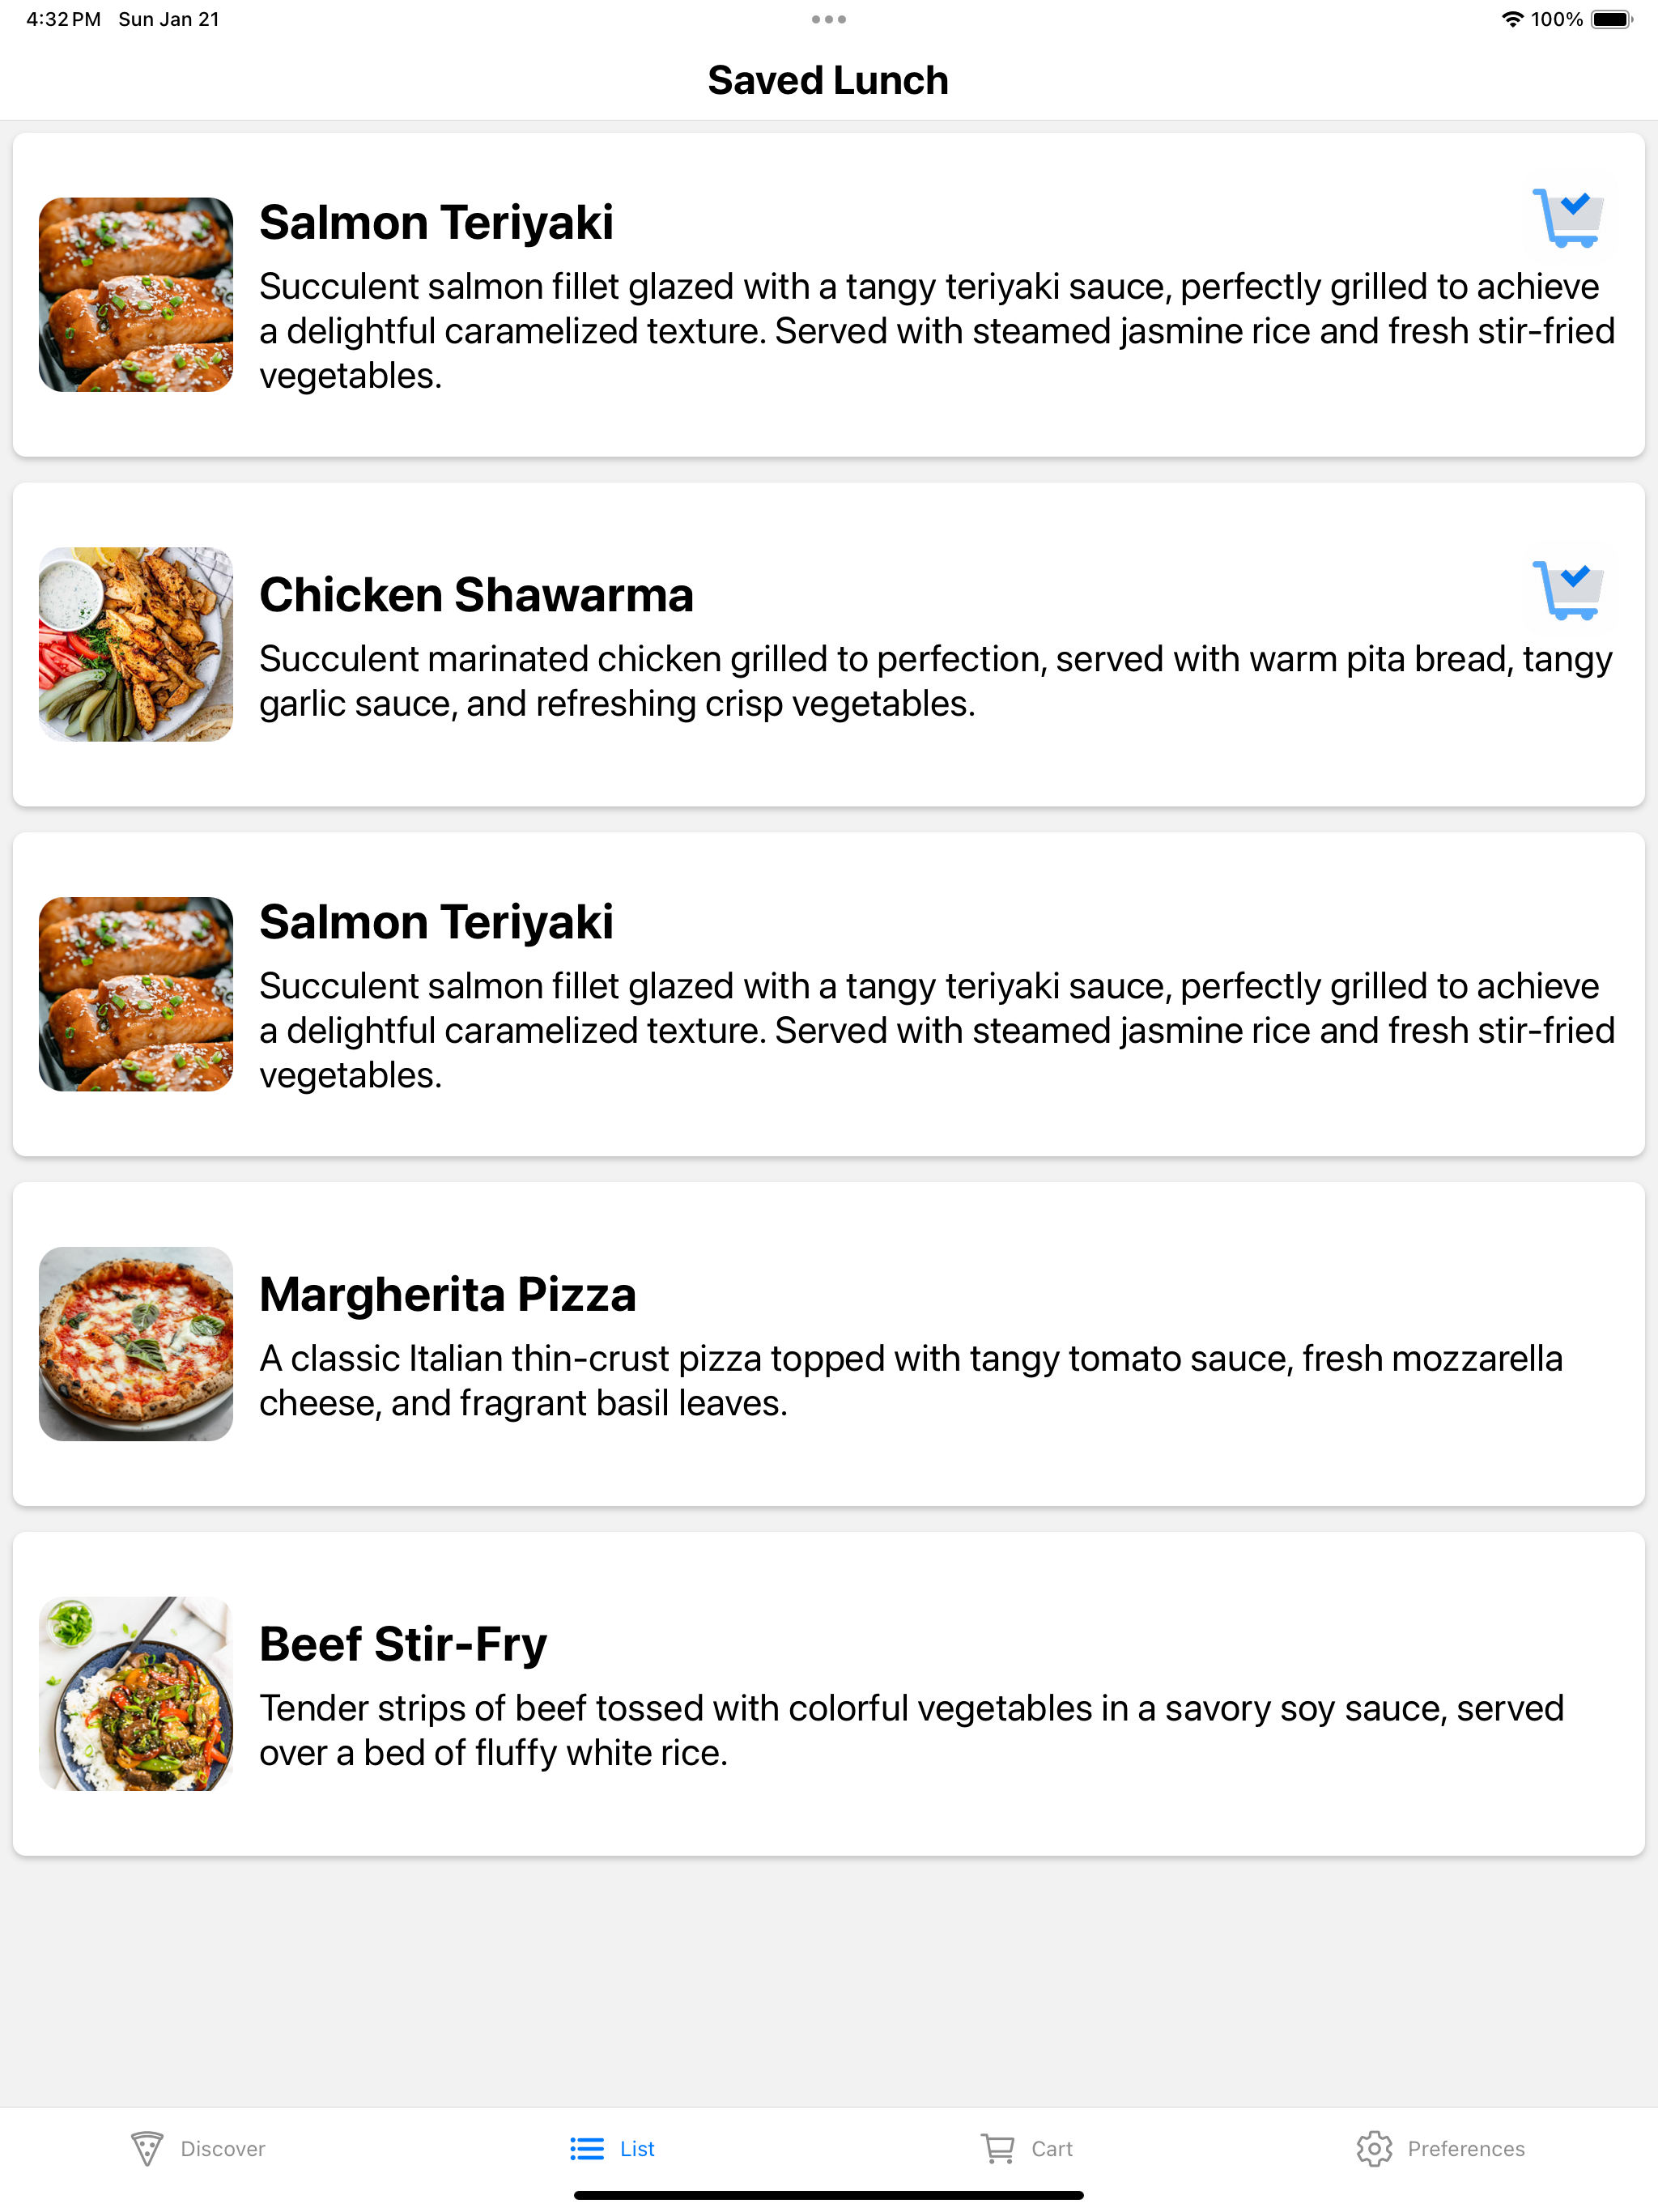 4:32 PM Sun Jan 21
100%
Saved Lunch
Salmon Teriyaki
Succulent salmon fillet glazed with a tangy teriyaki sauce, perfectly grilled to achieve
a delightful caramelized texture. Served with steamed jasmine rice and fresh stir-fried
vegetables.
Chicken Shawarma
Succulent marinated chicken grilled to perfection, served with warm pita bread, tangy
garlic sauce, and refreshing crisp vegetables.
Salmon Teriyaki
Succulent salmon fillet glazed with a tangy teriyaki sauce, perfectly grilled to achieve
a delightful caramelized texture. Served with steamed jasmine rice and fresh stir-fried
vegetables.
Margherita Pizza
A classic Italian thin-crust pizza topped with tangy tomato sauce, fresh mozzarella
cheese, and fragrant basil leaves.
Beef Stir-Fry
Tender strips of beef tossed with colorful vegetables in a savory soy sauce, served
over a bed of fluffy white rice.
Discover
List
Cart
Preferences